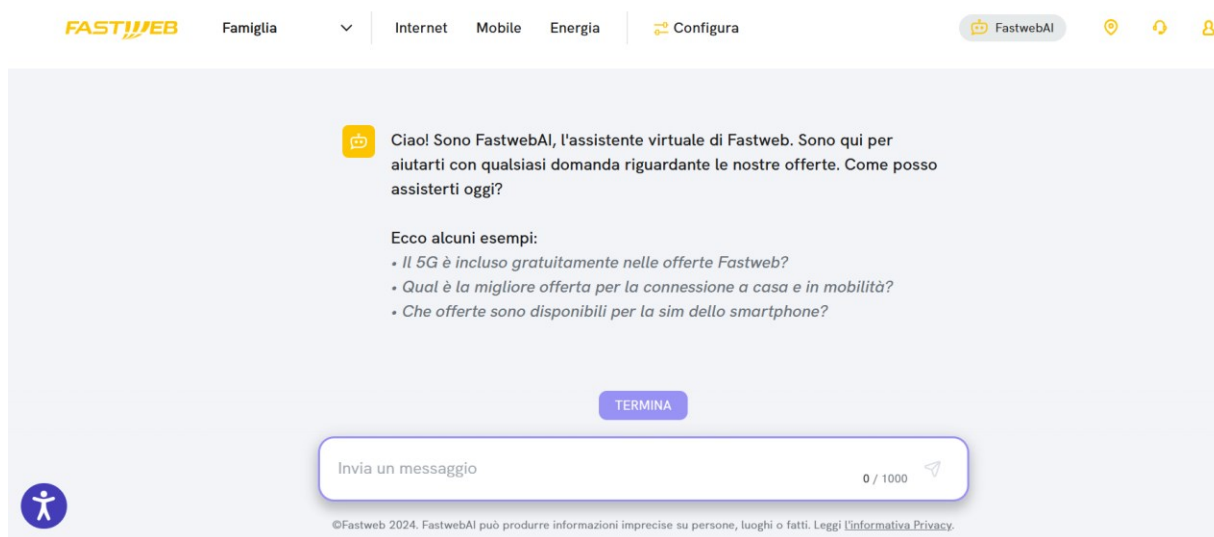 FASTWEB Famiglia Internet Mobile Energia Configura FastwebAI
Ciao! Sono FastwebAI, l'assistente virtuale di Fastweb. Sono qui per
aiutarti con qualsiasi domanda riguardante le nostre offerte. Come posso
assisterti oggi?
Ecco alcuni esempi:
• Il 5G è incluso gratuitamente nelle offerte Fastweb?
• Qual è la migliore offerta per la connessione a casa e in mobilità?
• Che offerte sono disponibili per la sim dello smartphone?
TERMINA
Invia un messaggio
0 / 1000
©Fastweb 2024. FastwebAI può produrre informazioni imprecise su persone, luoghi o fatti. Leggi l'informativa Privacy.